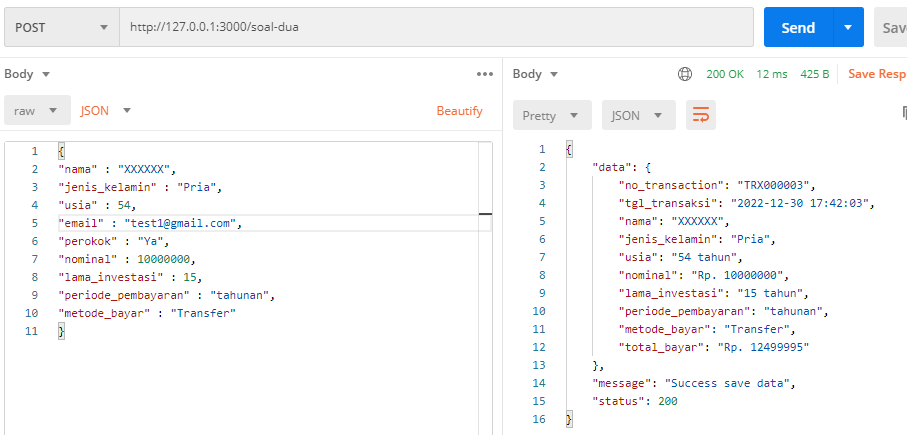 POST http://127.0.0.1:3000/soal-dua Send Sav
Body ••• Body 200 OK 12 ms 425 B Save Resp
raw JSON Beautify Pretty JSON
1 {
2 "nama" : "XXXXXX",
3 "jenis_kelamin" : "Pria",
4 "usia" : 54,
5 "email" : "test1@gmail.com",
6 "perokok" : "Ya",
7 "nominal" : 10000000,
8 "lama_investasi" : 15,
9 "periode_pembayaran" : "tahunan",
10 "metode_bayar" : "Transfer"
11 }
1 {
2 "data": {
3 "no_transaction": "TRX000003",
4 "tgl_transaksi": "2022-12-30 17:42:03",
5 "nama": "XXXXXX",
6 "jenis_kelamin": "Pria",
7 "usia": "54 tahun",
8 "nominal": "Rp. 10000000",
9 "lama_investasi": "15 tahun",
10 "periode_pembayaran": "tahunan",
11 "metode_bayar": "Transfer",
12 "total_bayar": "Rp. 12499995"
13 },
14 "message": "Success save data",
15 "status": 200
16 }